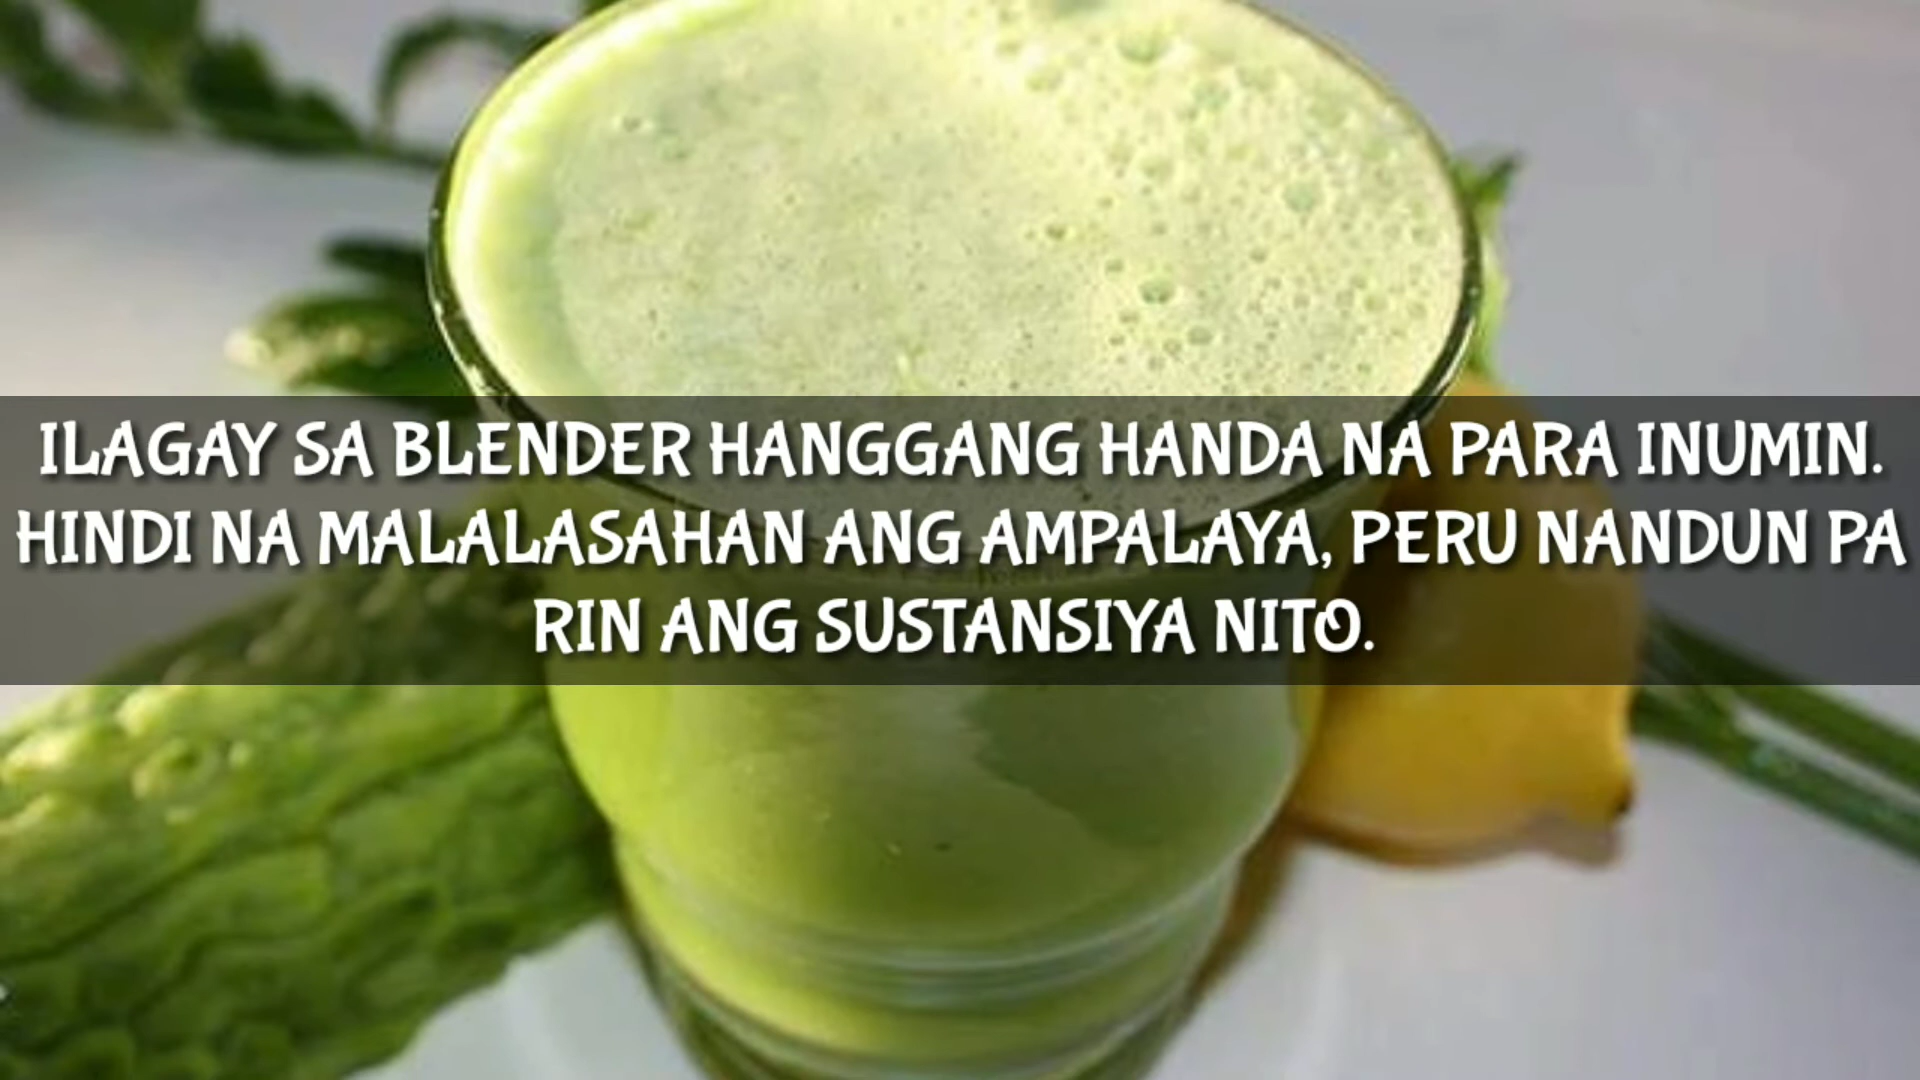 ILAGAY SA BLENDER HANGGANG HANDA NA PARA INUMIN.
HINDI NA MALALASAHAN ANG AMPALAYA, PERU NANDUN PA
RIN ANG SUSTANSIYA NITO.